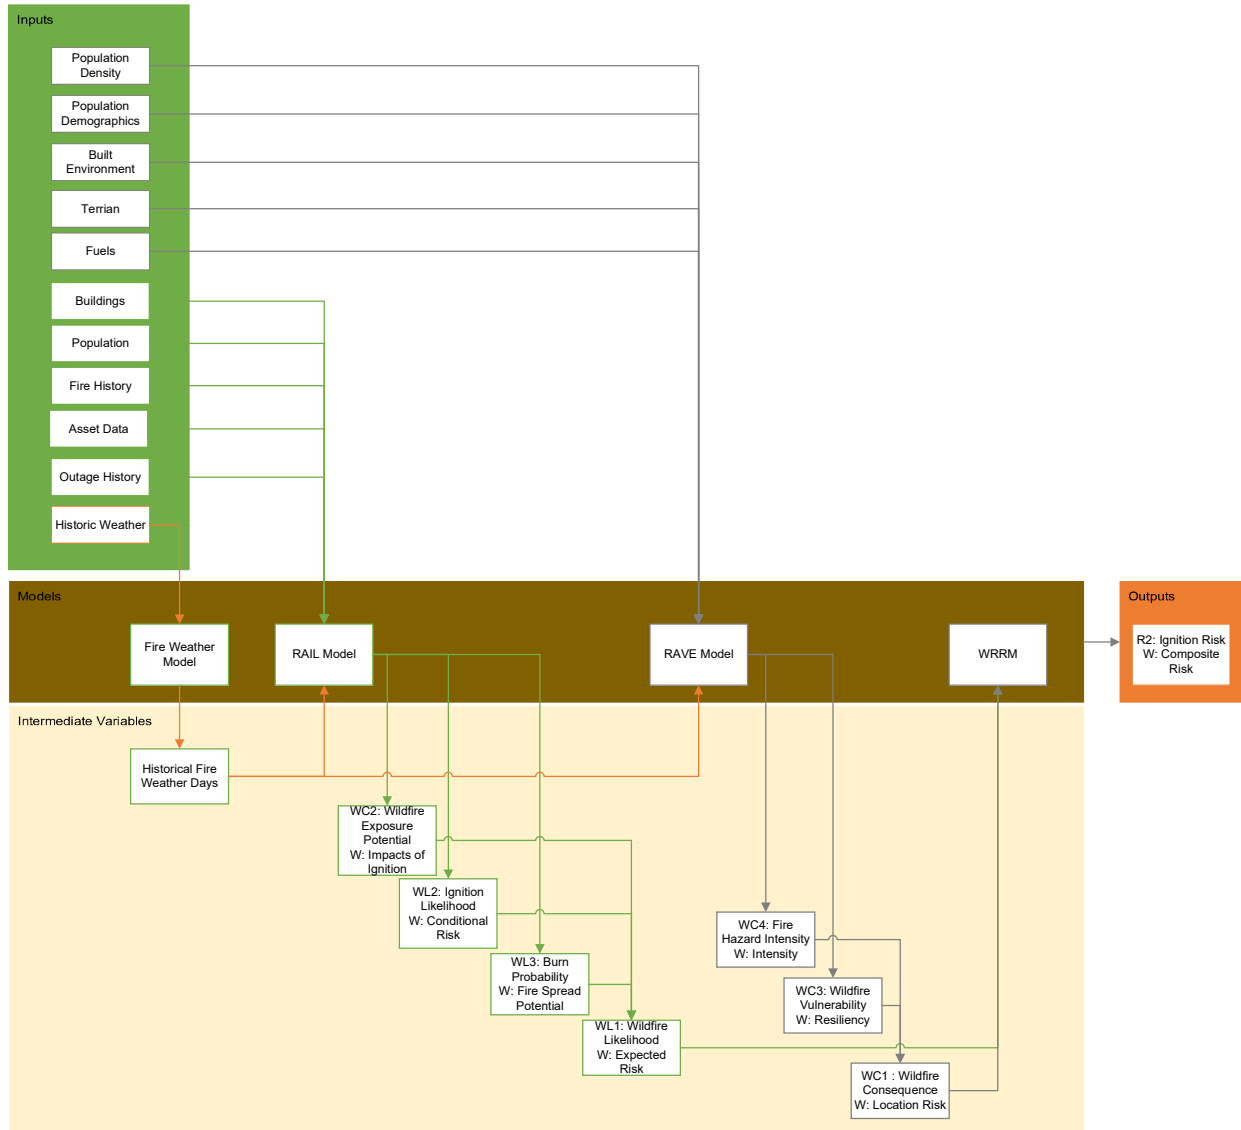 Inputs
Population
Density
Population
Demographics
Built
Environment
Terrian
Fuels
Buildings
Population
Fire History
Asset Data
Outage History
Historic Weather
Models
Fire Weather
Model
RAIL Model
RAVE Model
WRRM
Outputs
R2: Ignition Risk
W: Composite
Risk
Intermediate Variables
Historical Fire
Weather Days
WC2: Wildfire
Exposure
Potential
W: Impacts of
Ignition
WL2: Ignition
Likelihood
W: Conditional
Risk
WL3: Burn
Probability
W: Fire Spread
Potential
WL1: Wildfire
Likelihood
W: Expected
Risk
WC4: Fire
Hazard Intensity
W: Intensity
WC3: Wildfire
Vulnerability
W: Resiliency
WC1 : Wildfire
Consequence
W: Location Risk